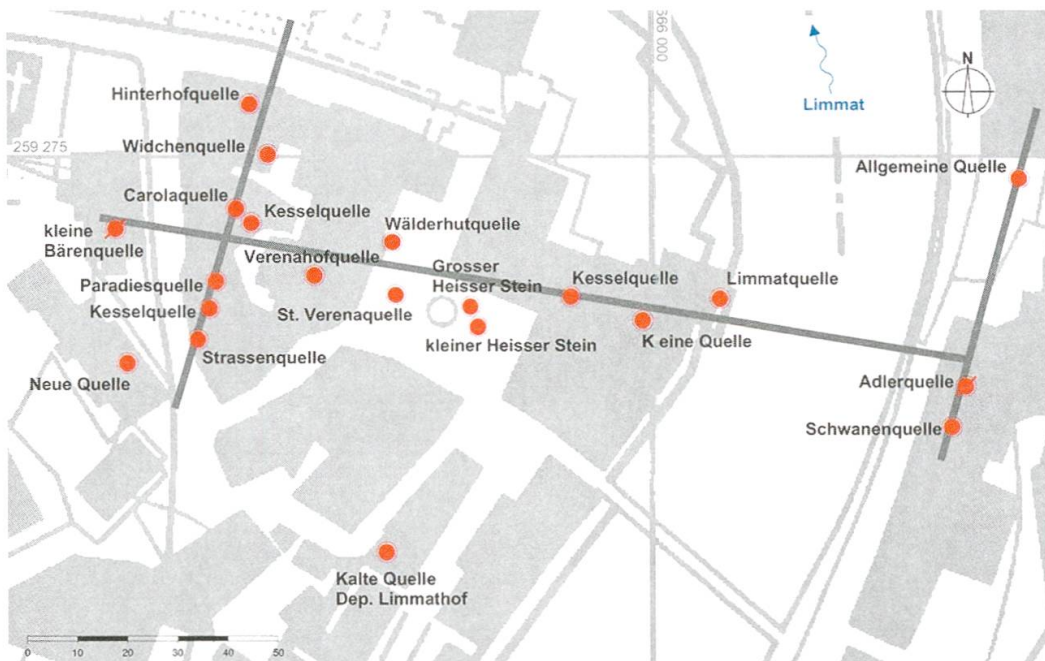 000 999
N
Limmat
Hinterhofquelle
Widchenquelle
259 275
Allgemeine Quelle
Carolaquelle
Kesselquelle
kleine
Bärenquelle
Wälderhutquelle
Verenahofquelle
Grosser
Heisser Stein
Kesselquelle
Limmatquelle
Paradiesquelle
Kesselquelle
St. Verenaquelle
kleiner Heisser Stein
K eine Quelle
Strassenquelle
Neue Quelle
Adlerquelle
Schwanenquelle
Kalte Quelle
Dep. Limmathof
0 10 20 30 40 50